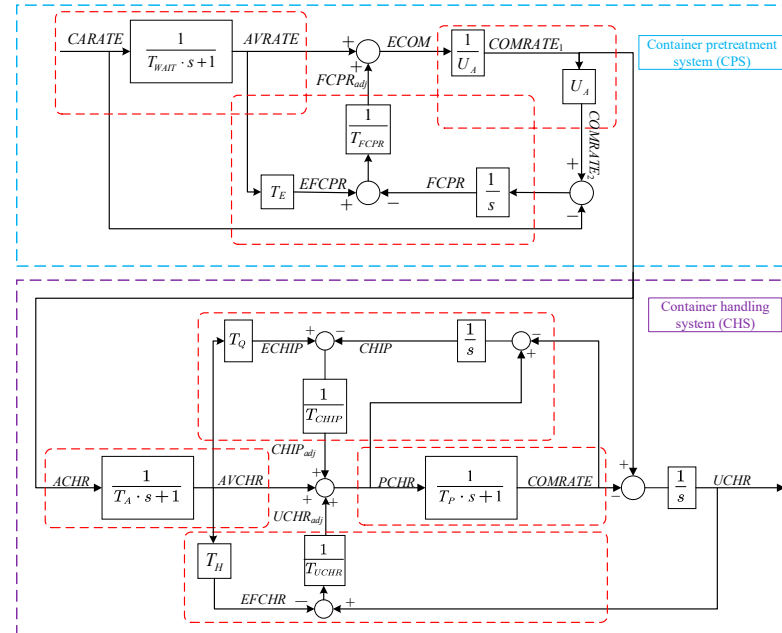 CARATE
1
T_WAIT · s+1
AVRATE
+
+
ECOM
1
U_A
COMRATE_1
Container pretreatment
system (CPS)
FCPR_adj
U_A
1
T_FCPR
COMRATE_2
T_E
EFCPR
+
−
FCPR
1
s
+
−
Container handling
system (CHS)
T_Q
ECHIP
+
−
CHIP
1
s
−
+
1
T_CHIP
CHIP_adj
ACHR
1
T_A · s+1
AVCHR
+
+
+
PCHR
1
T_P · s+1
COMRATE
+
−
1
s
UCHR
UCHR_adj
T_H
1
T_UCHR
EFCHR
−
+